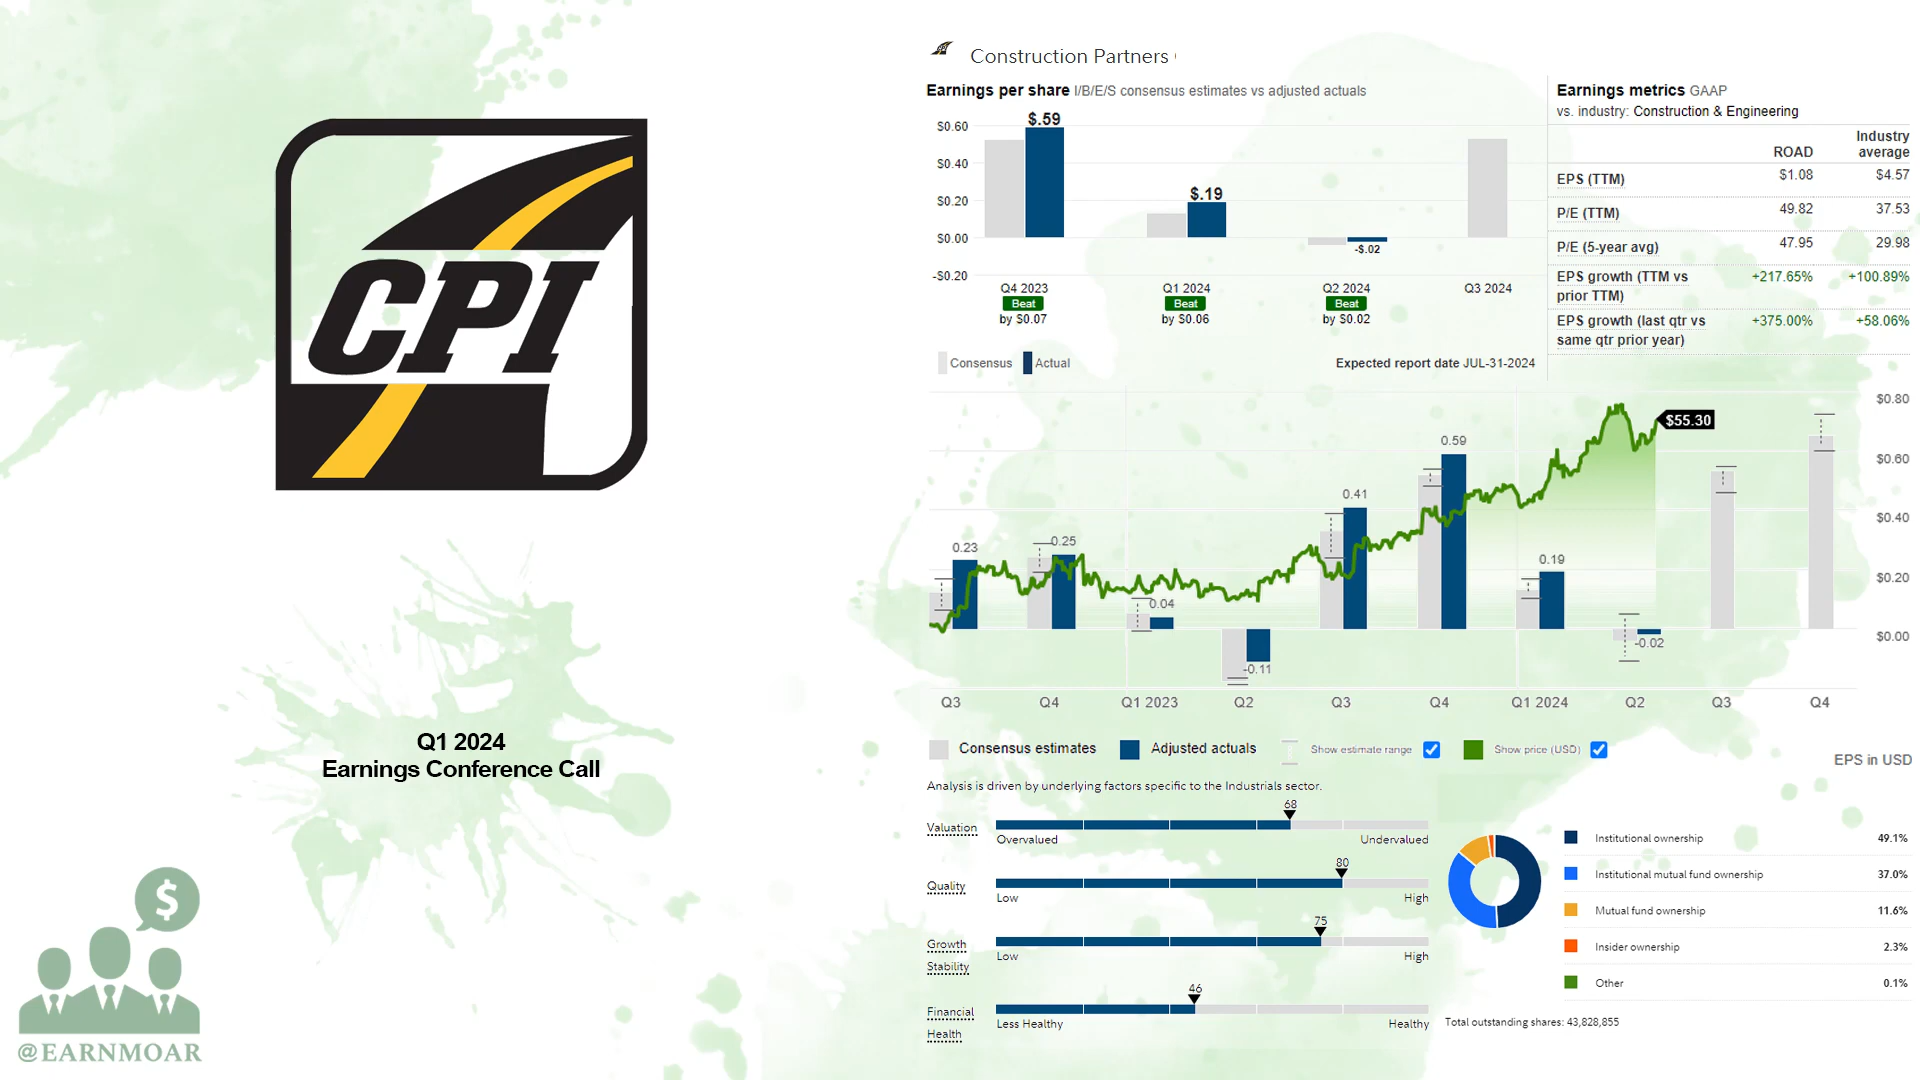 CPI
Q1 2024
Earnings Conference Call
$
@EARNMOAR
Construction Partners
Earnings per share I/B/E/S consensus estimates vs adjusted actuals
$0.60
$0.40
$0.20
$0.00
-$0.20
$.59
$.19
-$.02
Q4 2023
Beat
by $0.07
Q1 2024
Beat
by $0.06
Q2 2024
Beat
by $0.02
Q3 2024
Consensus Actual
Expected report date JUL-31-2024
Earnings metrics GAAP
vs. industry: Construction & Engineering
ROAD Industry average
EPS (TTM) $1.08 $4.57
P/E (TTM) 49.82 37.53
P/E (5-year avg) 47.95 29.98
EPS growth (TTM vs prior TTM) +217.65% +100.89%
EPS growth (last qtr vs same qtr prior year) +375.00% +58.06%
$0.80
$0.60
$0.40
$0.20
$0.00
$55.30
0.23
0.25
0.04
-0.11
0.41
0.59
0.19
-0.02
Q3 Q4 Q1 2023 Q2 Q3 Q4 Q1 2024 Q2 Q3 Q4
Consensus estimates Adjusted actuals Show estimate range Show price (USD)
EPS in USD
Analysis is driven by underlying factors specific to the Industrials sector.
68
Valuation
Overvalued Undervalued
80
Quality
Low High
75
Growth Stability
Low High
46
Financial Health
Less Healthy Healthy
Institutional ownership 49.1%
Institutional mutual fund ownership 37.0%
Mutual fund ownership 11.6%
Insider ownership 2.3%
Other 0.1%
Total outstanding shares: 43,828,855